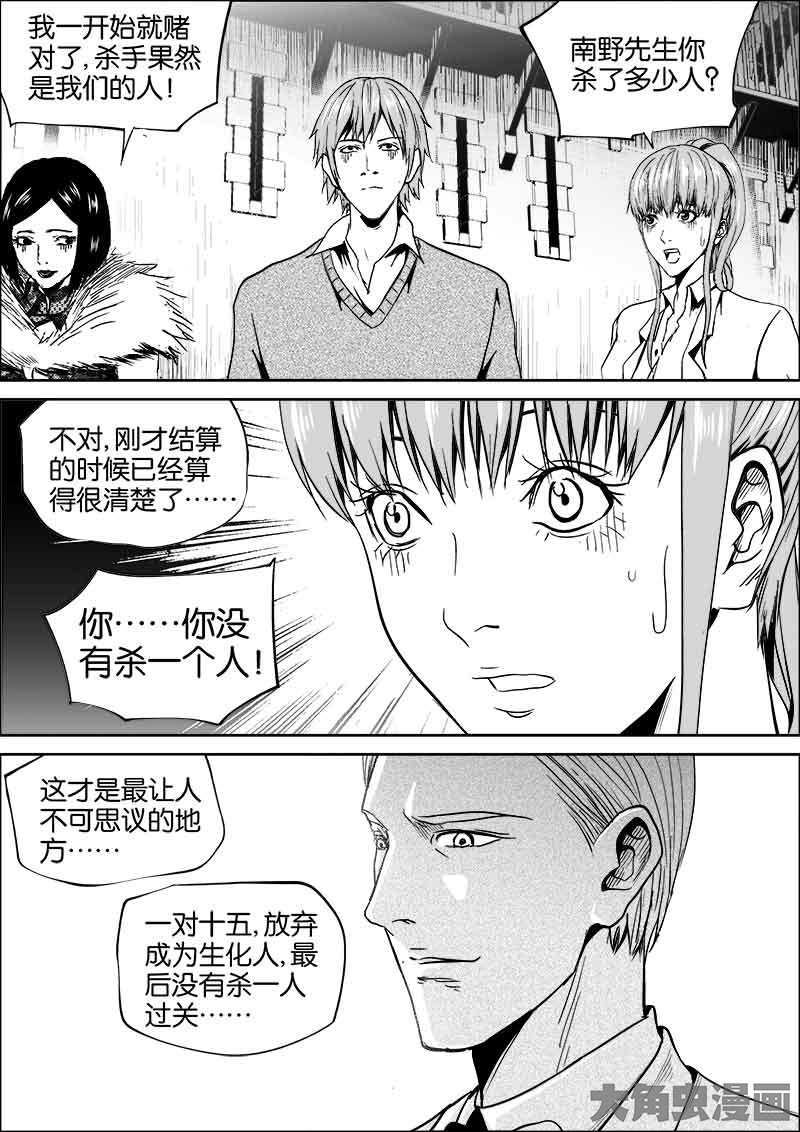 我一开始就赌
对了，杀手果然
是我们的人！
南野先生你
杀了多少人？
不对，刚才结算
的时候已经算
得很清楚了……
你……你没
有杀一个人！
这才是最让人
不可思议的地
方……
一对十五，放弃
成为生化人，最
后没有杀一人
过关……
大角虫漫画